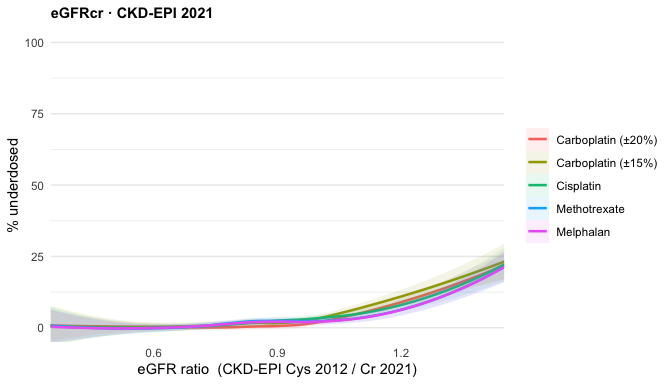 eGFRcr · CKD-EPI 2021
100
75
50
25
0
% underdosed
0.6 0.9 1.2
eGFR ratio (CKD-EPI Cys 2012 / Cr 2021)
Carboplatin (±20%)
Carboplatin (±15%)
Cisplatin
Methotrexate
Melphalan